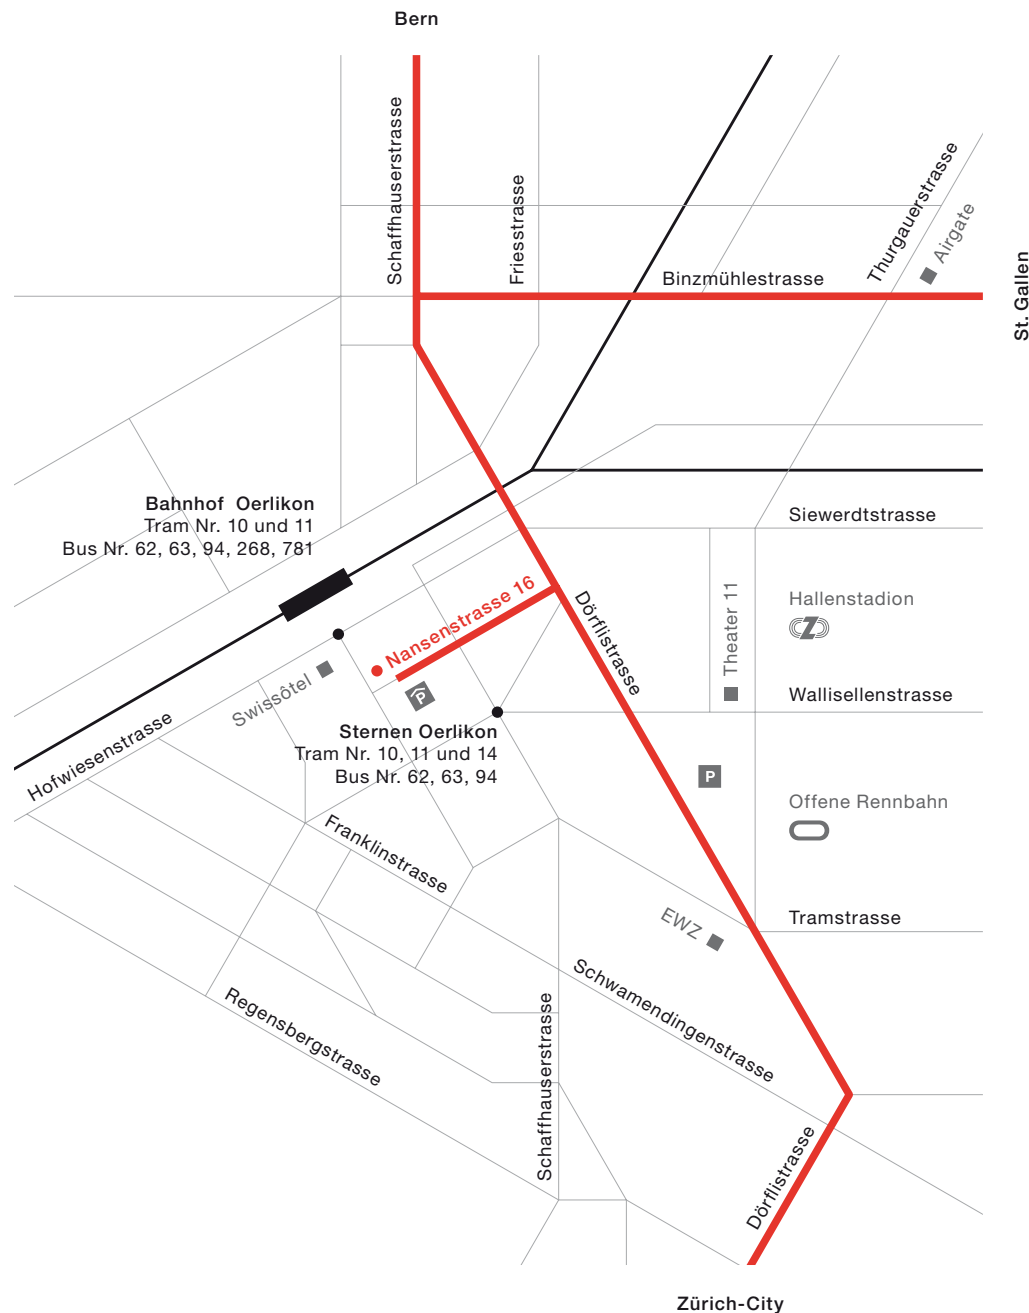 Bern
Schaffhauserstrasse
Friesstrasse
Thurgauerstrasse
Airgate
Binzmühlestrasse
St. Gallen
Bahnhof Oerlikon
Tram Nr. 10 und 11
Bus Nr. 62, 63, 94, 268, 781
Siewerdtstrasse
Nansenstrasse 16
Dörflistrasse
Theater 11
Hallenstadion
Z
Swissôtel
P
Wallisellenstrasse
Hofwiesenstrasse
Sternen Oerlikon
Tram Nr. 10, 11 und 14
Bus Nr. 62, 63, 94
P
Offene Rennbahn
Franklinstrasse
EWZ
Tramstrasse
Schwamendingenstrasse
Regensbergstrasse
Schaffhauserstrasse
Dörflistrasse
Zürich-City